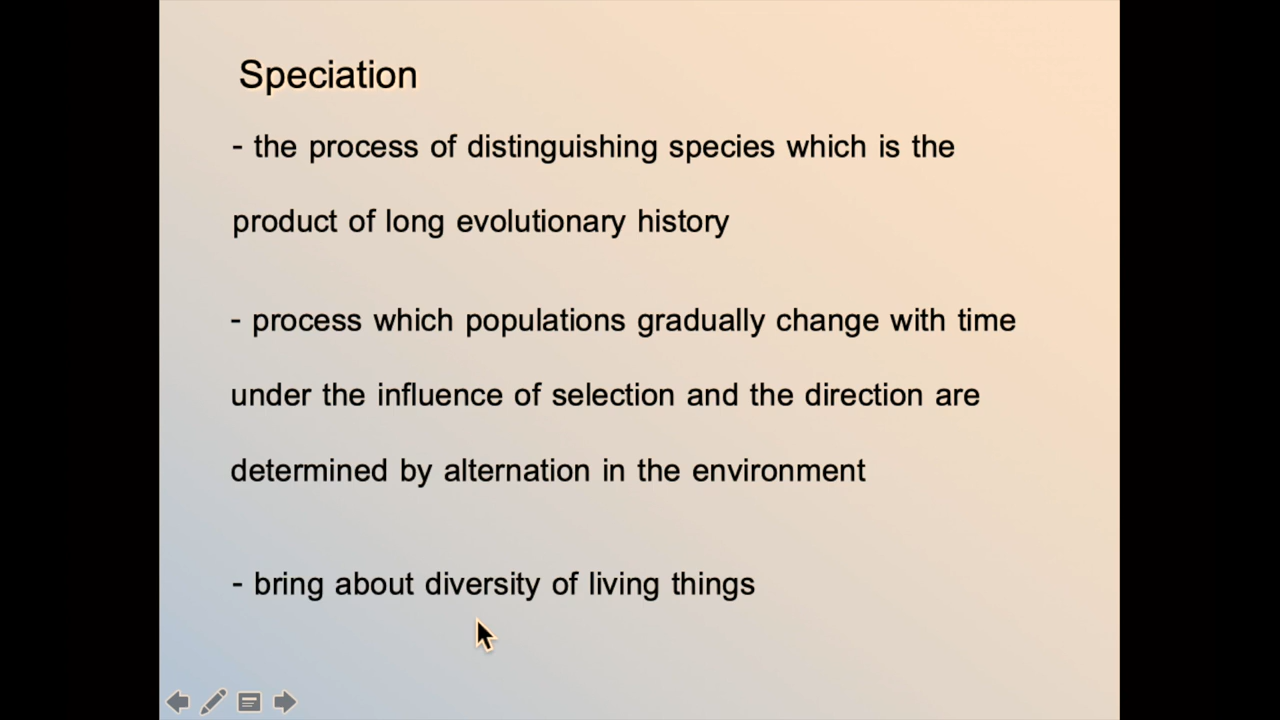 Speciation
- the process of distinguishing species which is the
product of long evolutionary history
- process which populations gradually change with time
under the influence of selection and the direction are
determined by alternation in the environment
- bring about diversity of living things